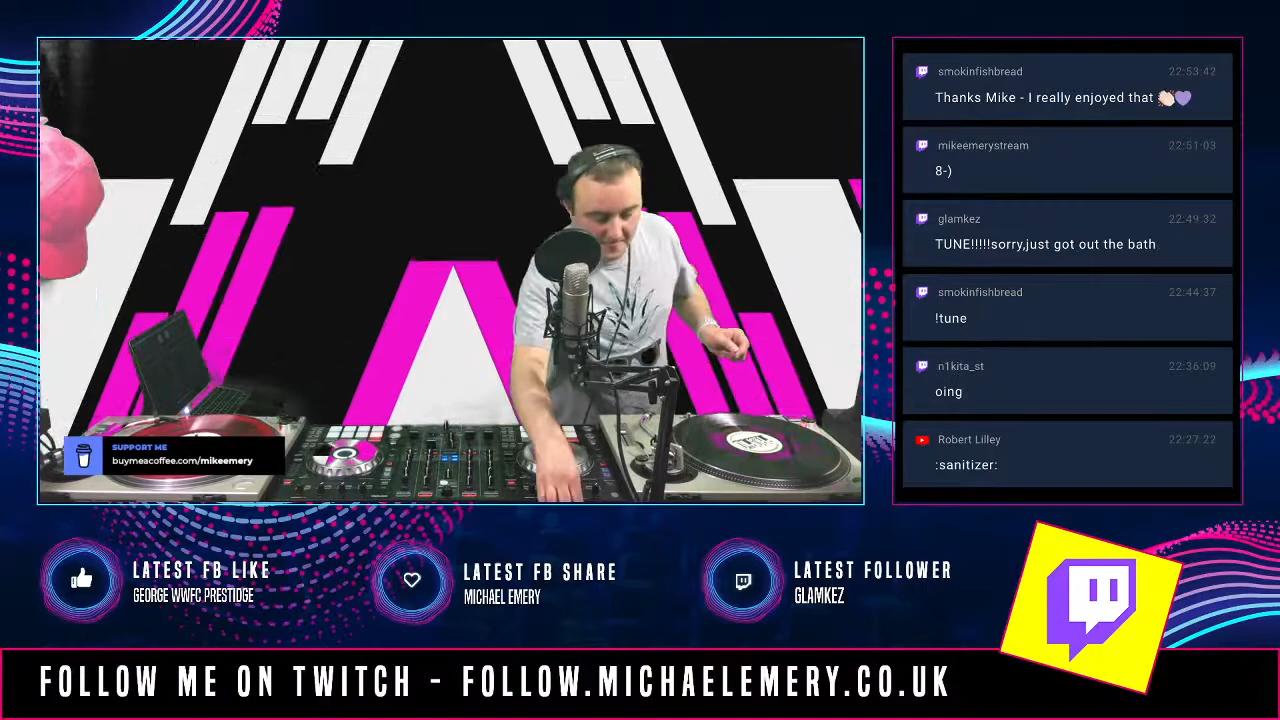 smokinfishbread 22:53:42
Thanks Mike - I really enjoyed that 👏🏻💜
mikeemerystream 22:51:03
8-)
glamkez 22:49:32
TUNE!!!!!sorry,just got out the bath
smokinfishbread 22:44:37
!tune
n1kita_st 22:36:09
oing
Robert Lilley 22:27:22
:sanitizer:
SUPPORT ME
buymeacoffee.com/mikeemery
LATEST FB LIKE
GEORGE WWFC PRESTIDGE
LATEST FB SHARE
MICHAEL EMERY
LATEST FOLLOWER
GLAMKEZ
FOLLOW ME ON TWITCH - FOLLOW.MICHAELEMERY.CO.UK